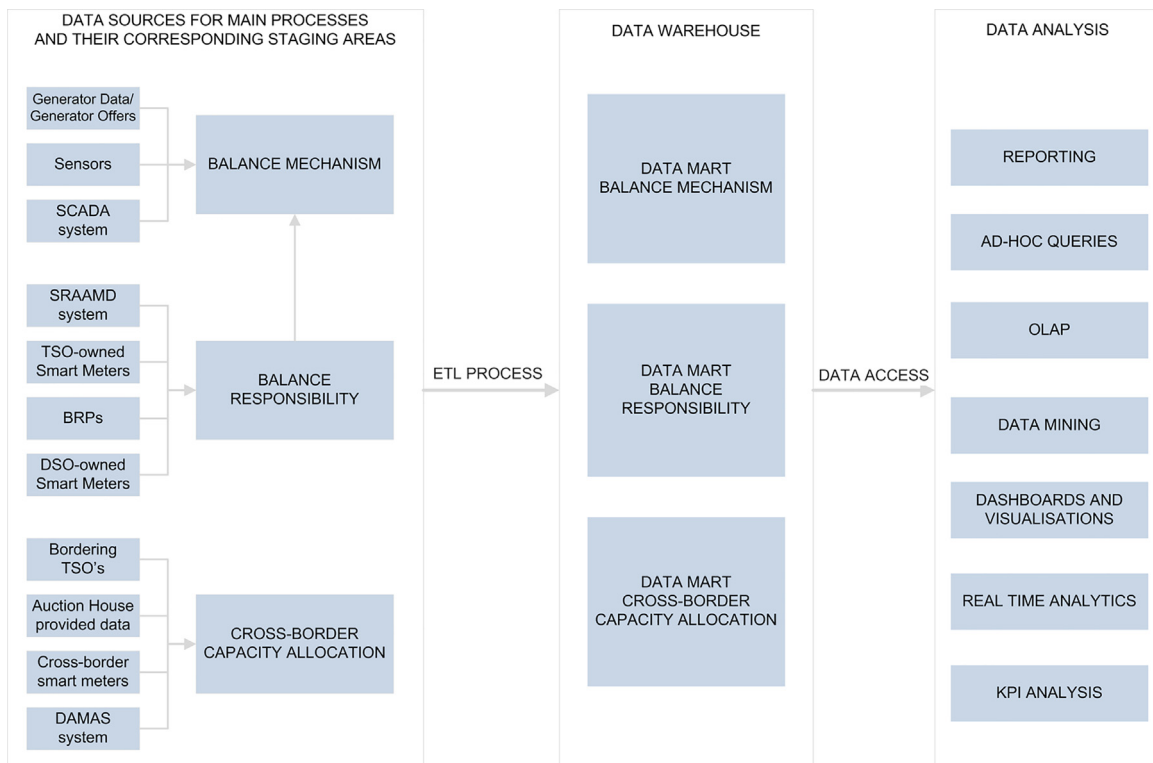 DATA SOURCES FOR MAIN PROCESSES
AND THEIR CORRESPONDING STAGING AREAS
Generator Data/
Generator Offers
Sensors
SCADA
system
BALANCE MECHANISM
SRAAMD
system
TSO-owned
Smart Meters
BRPs
DSO-owned
Smart Meters
BALANCE
RESPONSIBILITY
Bordering
TSO's
Auction House
provided data
Cross-border
smart meters
DAMAS
system
CROSS-BORDER
CAPACITY ALLOCATION
ETL PROCESS
DATA WAREHOUSE
DATA MART
BALANCE MECHANISM
DATA MART
BALANCE
RESPONSIBILITY
DATA MART
CROSS-BORDER
CAPACITY ALLOCATION
DATA ACCESS
DATA ANALYSIS
REPORTING
AD-HOC QUERIES
OLAP
DATA MINING
DASHBOARDS AND
VISUALISATIONS
REAL TIME ANALYTICS
KPI ANALYSIS